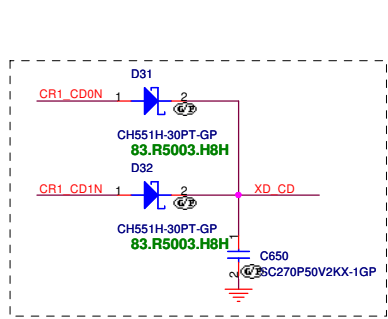 D31
CR1_CD0N 1 2
G/P
CH551H-30PT-GP
83.R5003.H8H
D32
CR1_CD1N 1 2 XD_CD
G/P
CH551H-30PT-GP
83.R5003.H8H
1
C650
2 G/P SC270P50V2KX-1GP